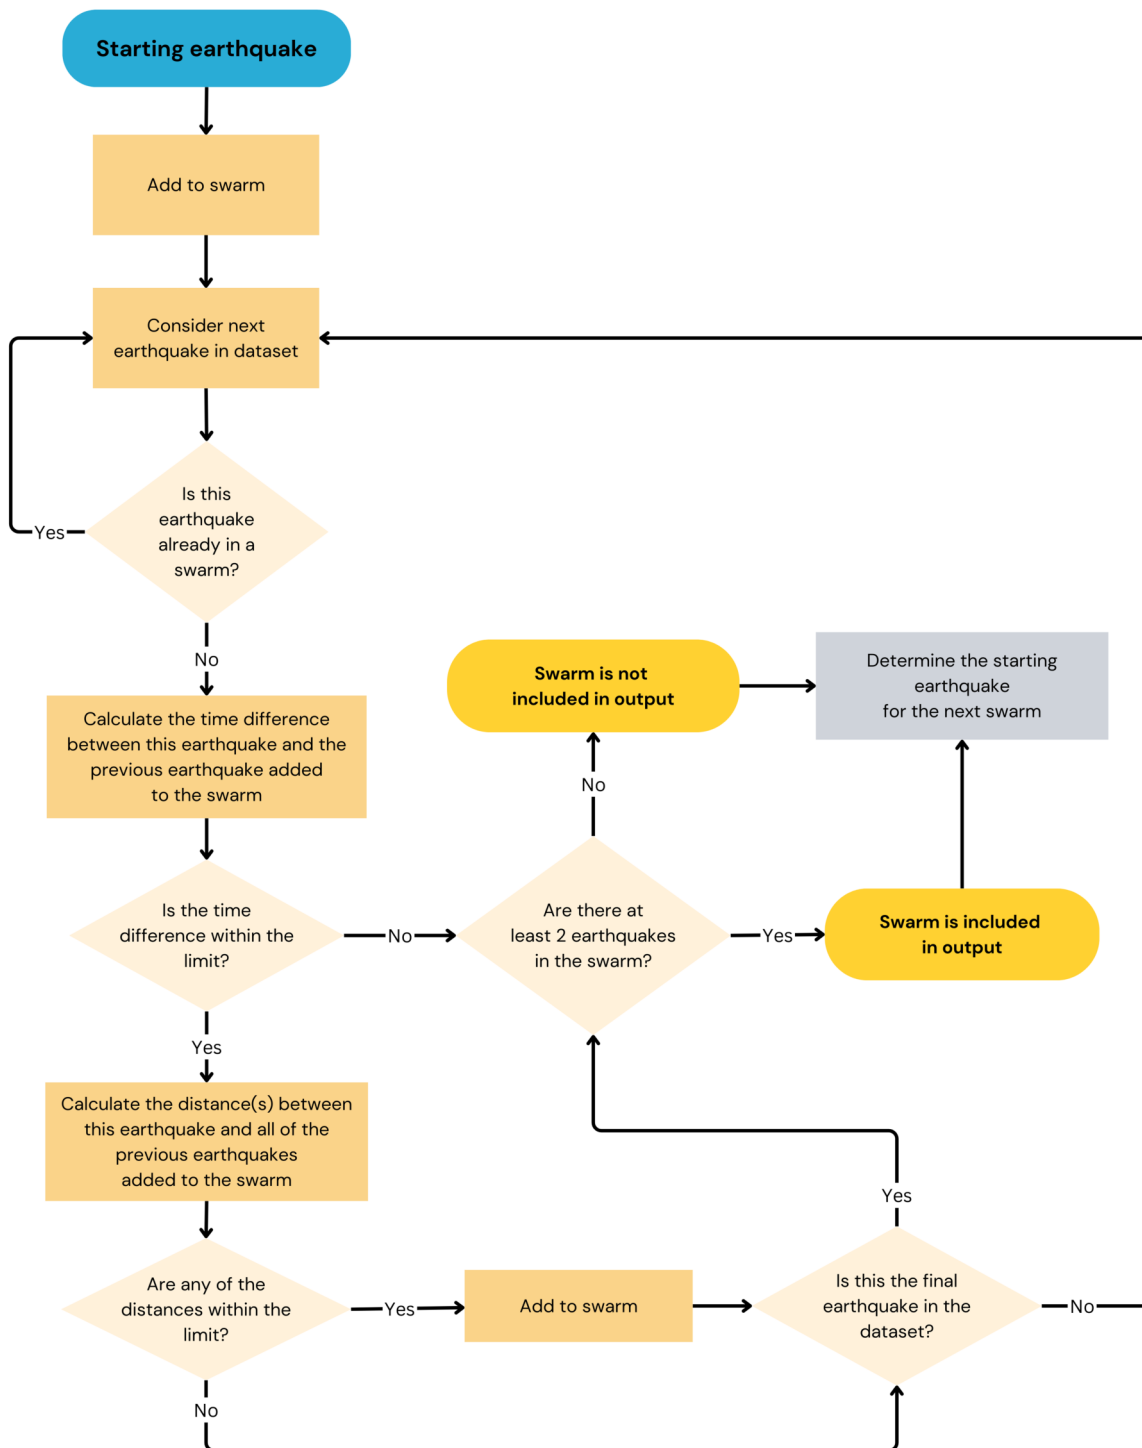 Starting earthquake
Add to swarm
Consider next
earthquake in dataset
Is this
earthquake
already in a
swarm?
Yes
No
Calculate the time difference
between this earthquake and the
previous earthquake added
to the swarm
Is the time
difference within the
limit?
No
Yes
Calculate the distance(s) between
this earthquake and all of the
previous earthquakes
added to the swarm
Are any of the
distances within the
limit?
Yes
No
Add to swarm
Is this the final
earthquake in the
dataset?
No
Yes
Are there at
least 2 earthquakes
in the swarm?
No
Yes
Swarm is not
included in output
Swarm is included
in output
Determine the starting
earthquake
for the next swarm